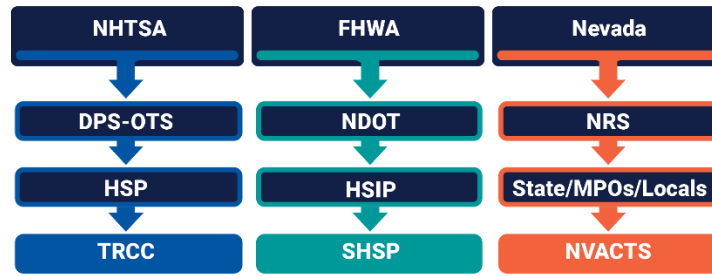 NHTSA
FHWA
Nevada
DPS-OTS
NDOT
NRS
HSP
HSIP
State/MPOs/Locals
TRCC
SHSP
NVACTS